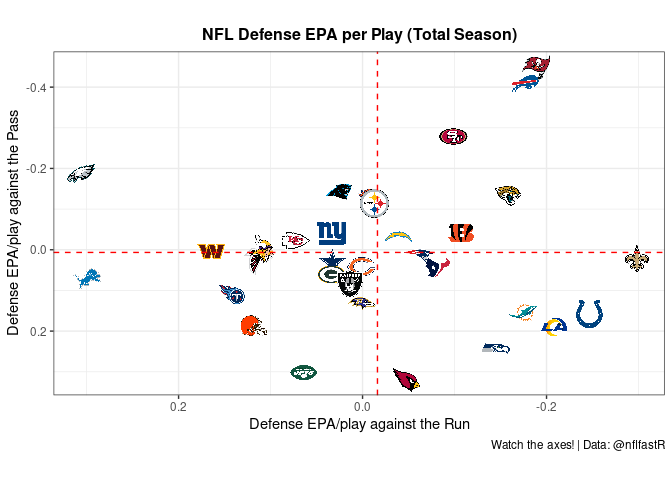 NFL Defense EPA per Play (Total Season)
Defense EPA/play against the Pass
-0.4
-0.2
0.0
0.2
ny
0.2
0.0
-0.2
Defense EPA/play against the Run
Watch the axes! | Data: @nflfastR